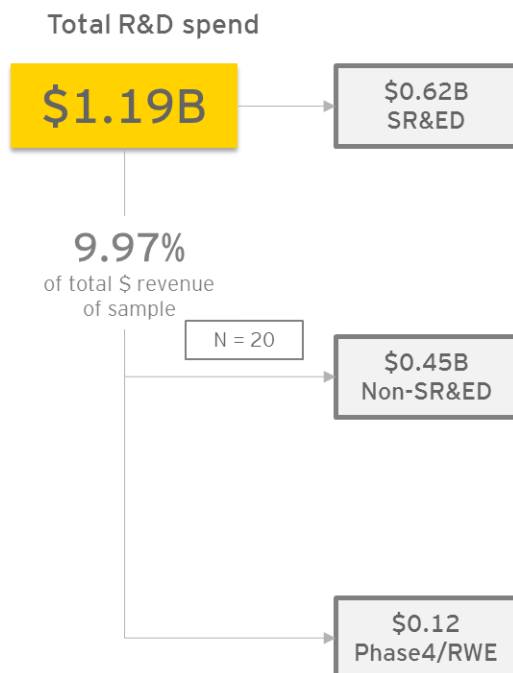 Total R&D spend
$1.19B
$0.62B
SR&ED
9.97%
of total $ revenue
of sample
N = 20
$0.45B
Non-SR&ED
$0.12
Phase4/RWE